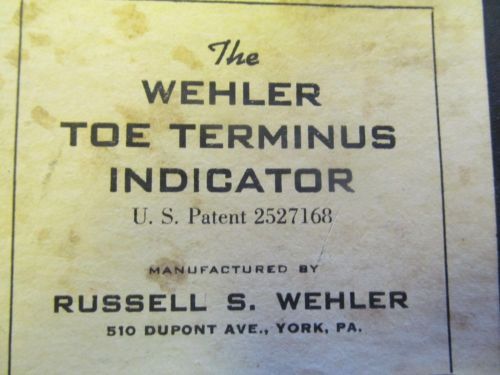 The
WEHLER
TOE TERMINUS
INDICATOR
U. S. Patent 2527168
MANUFACTURED BY
RUSSELL S. WEHLER
510 DUPONT AVE., YORK, PA.